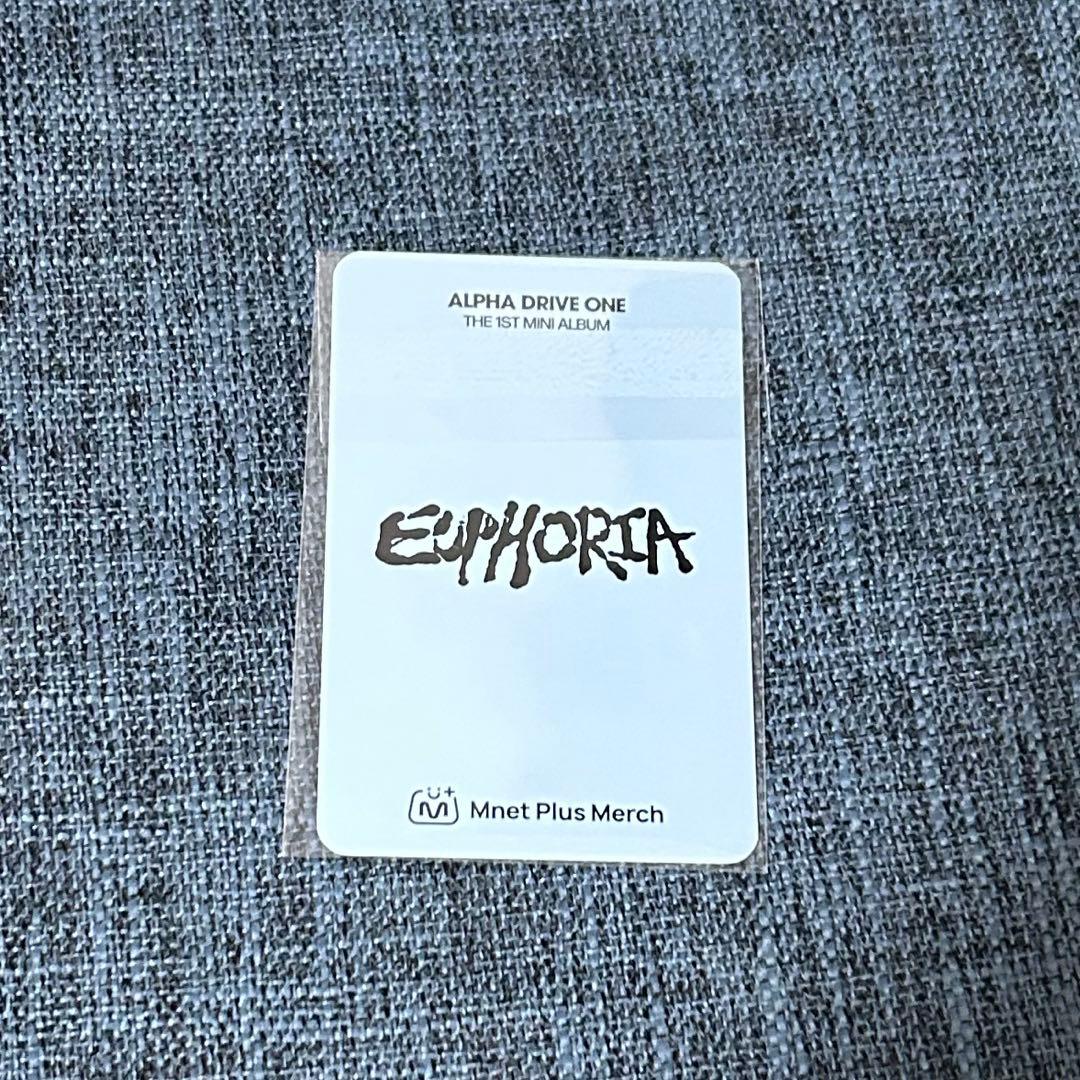 ALPHA DRIVE ONE
THE 1ST MINI ALBUM
EUPHORIA
M+ Mnet Plus Merch